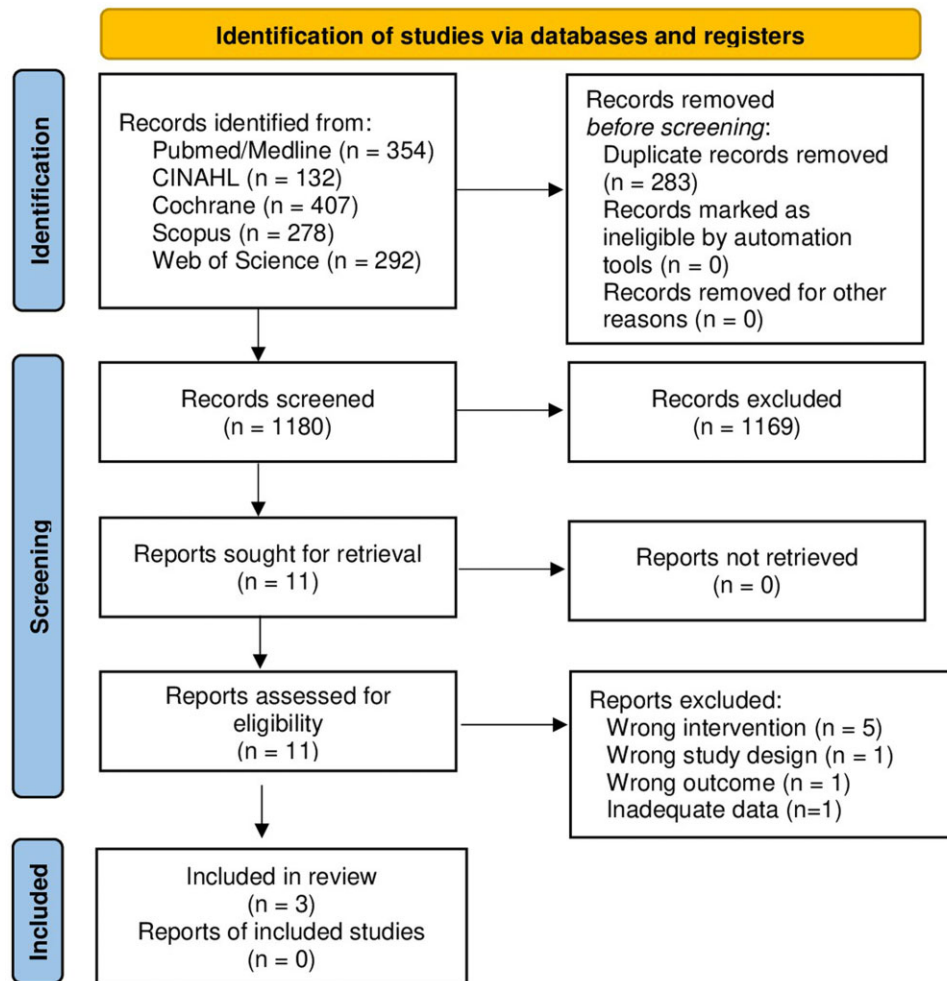 Identification of studies via databases and registers
Identification
Records identified from:
Pubmed/Medline (n = 354)
CINAHL (n = 132)
Cochrane (n = 407)
Scopus (n = 278)
Web of Science (n = 292)
Records removed
before screening:
Duplicate records removed
(n = 283)
Records marked as
ineligible by automation
tools (n = 0)
Records removed for other
reasons (n = 0)
Screening
Records screened
(n = 1180)
Records excluded
(n = 1169)
Reports sought for retrieval
(n = 11)
Reports not retrieved
(n = 0)
Reports assessed for
eligibility
(n = 11)
Reports excluded:
Wrong intervention (n = 5)
Wrong study design (n = 1)
Wrong outcome (n = 1)
Inadequate data (n=1)
Included
Included in review
(n = 3)
Reports of included studies
(n = 0)